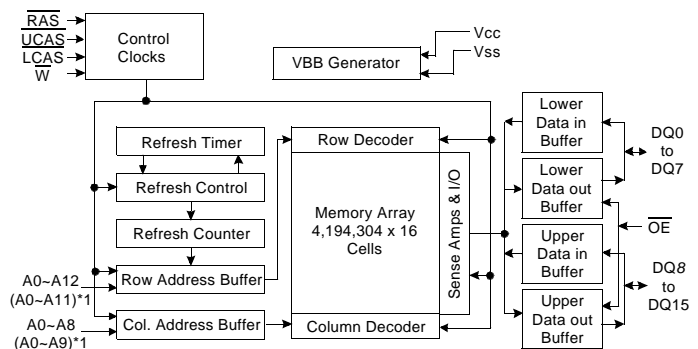 RAS
UCAS
LCAS
W
Control
Clocks
VBB Generator
Vcc
Vss
Refresh Timer
Refresh Control
Refresh Counter
Row Address Buffer
Col. Address Buffer
A0~A12
(A0~A11)*1
A0~A8
(A0~A9)*1
Row Decoder
Memory Array
4,194,304 x 16
Cells
Column Decoder
Sense Amps & I/O
Lower
Data in
Buffer
Lower
Data out
Buffer
Upper
Data in
Buffer
Upper
Data out
Buffer
DQ0
to
DQ7
OE
DQ8
to
DQ15